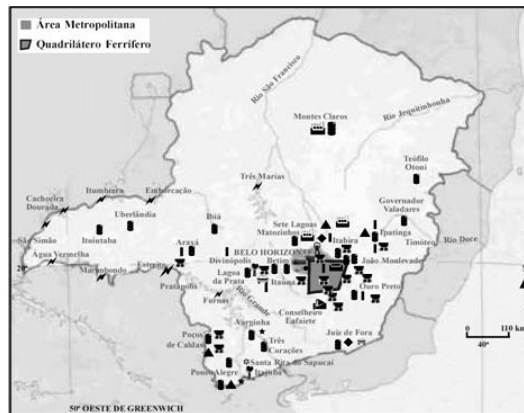 Área Metropolitana
Quadrilátero Ferrífero
Rio São Francisco
Rio Jequitinhonha
Montes Claros
Teófilo
Otoni
Três Marias
Itumbiara
Embarcação
Cachoeira
Dourada
Governador
Valadares
Uberlândia
Ibiá
Sete Lagoas
Matozinhos
Ipatinga
São Simão
Ituiutaba
Araxá
Itabira
Timóteo
Rio Doce
Água Vermelha
BELO HORIZON
20°
Estreito
Divinópolis
Betim
João Monlevade
Marimbondo
Lagoa
da Prata
Itaúna
Pratápolis
Ouro Preto
Furnas
Rio Grande
Conselheiro
Lafaiete
110 km
40°
Varginha
Juiz de Fora
Poços
de Caldas
Três
Corações
Santa Rita do Sapucaí
Pouso Alegre
Itajubá
50° OESTE DE GREENWICH